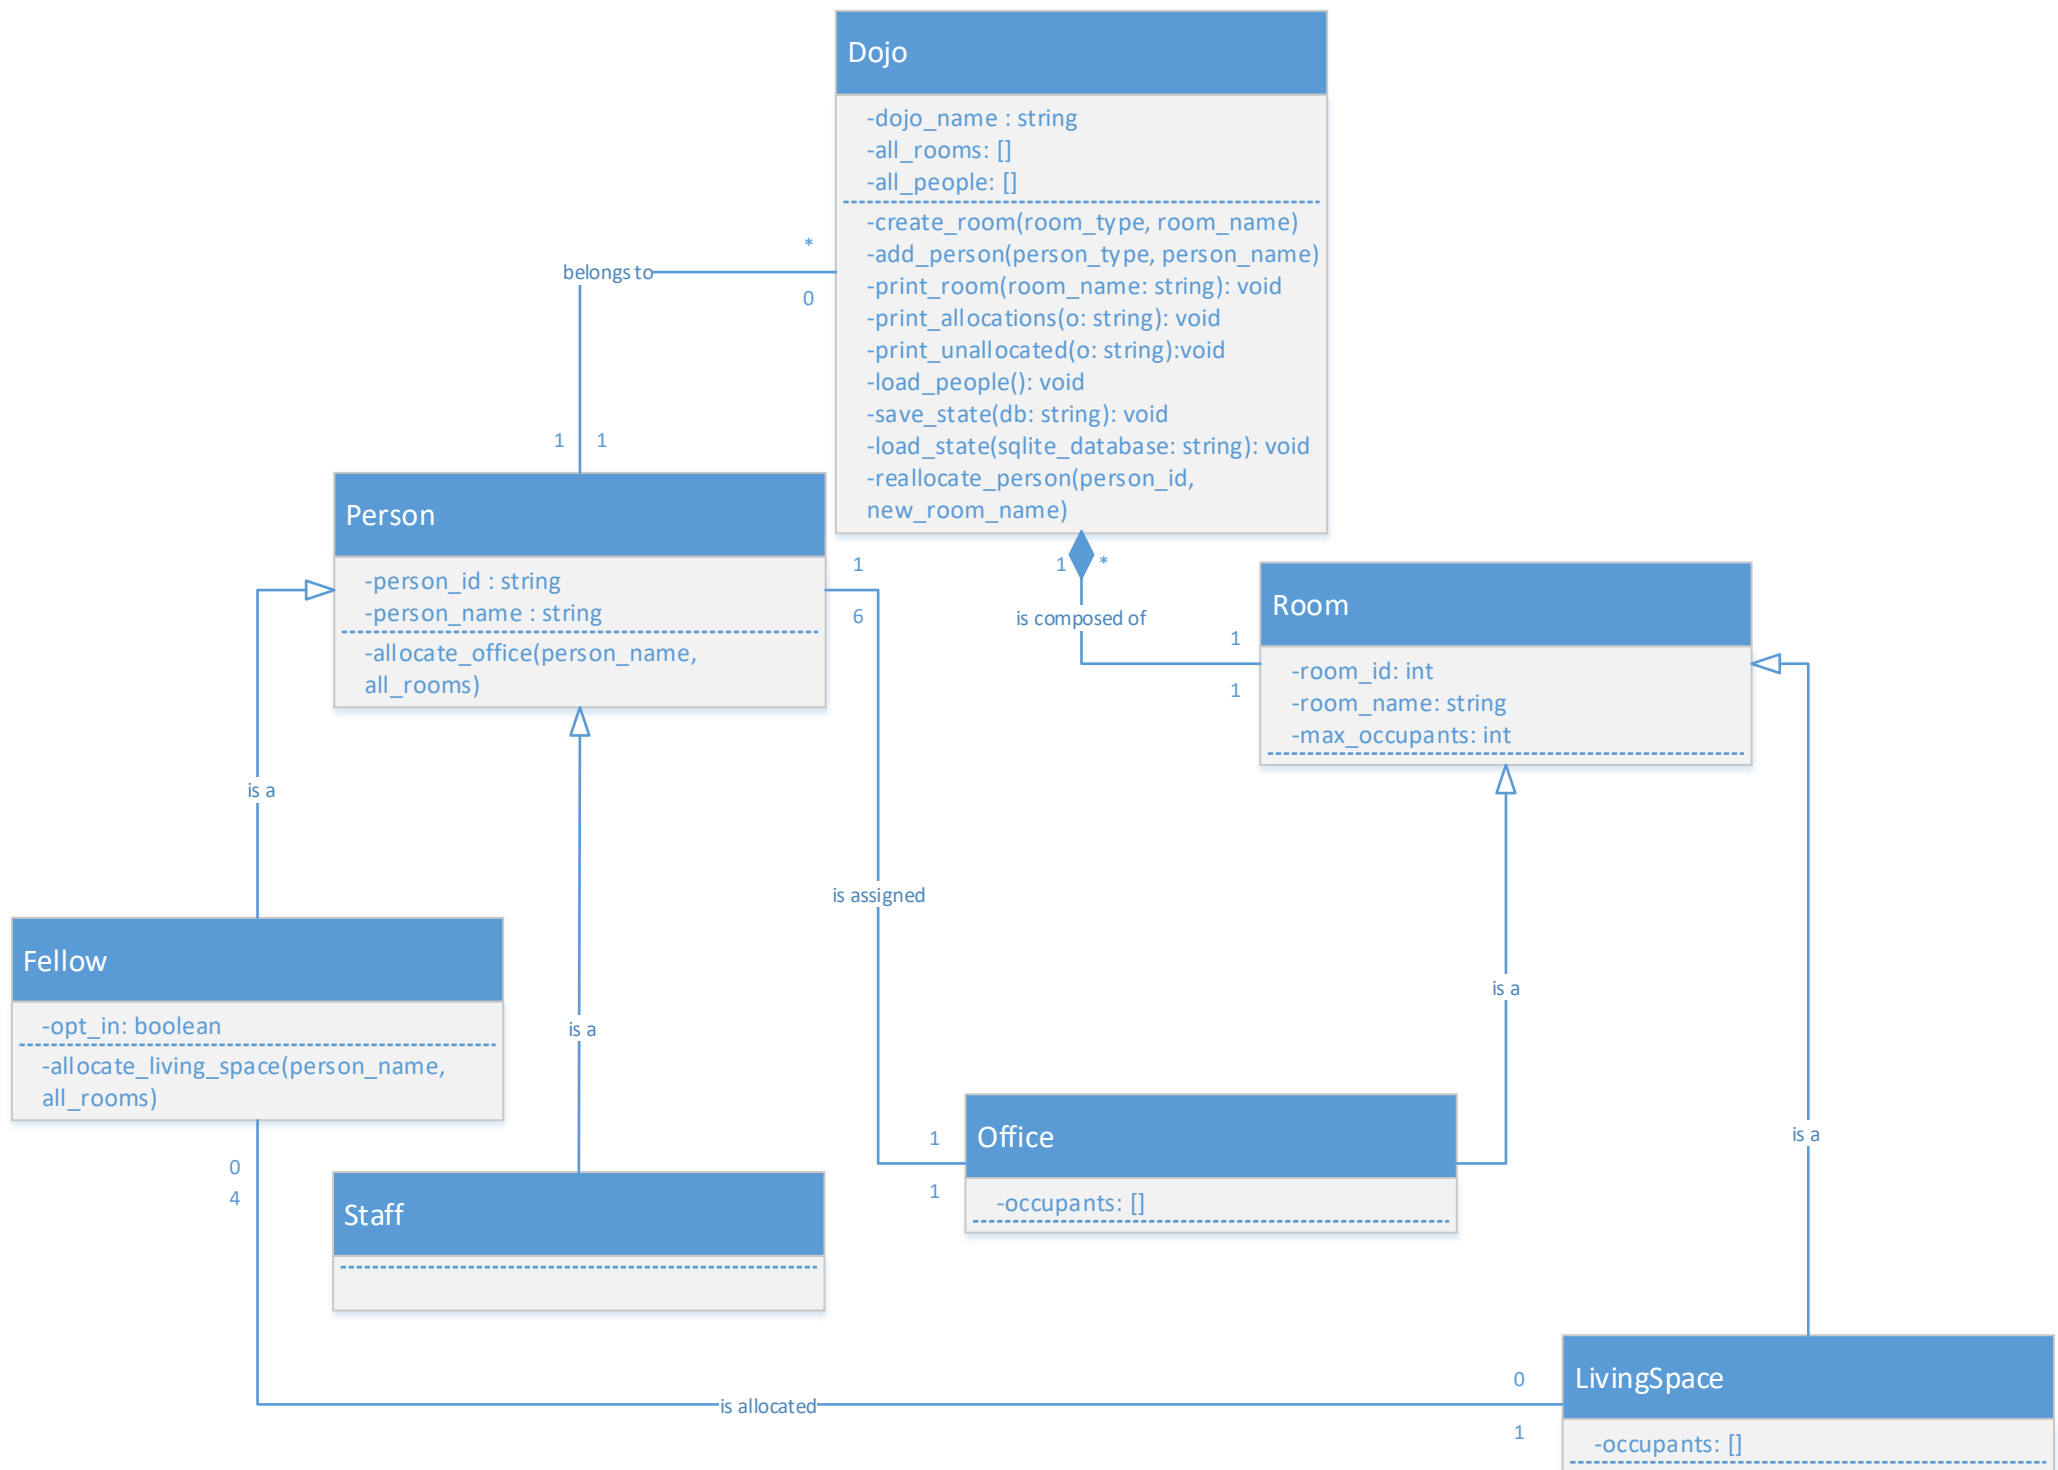 Dojo
-dojo_name : string
-all_rooms: []
-all_people: []
-create_room(room_type, room_name)
-add_person(person_type, person_name)
-print_room(room_name: string): void
-print_allocations(o: string): void
-print_unallocated(o: string):void
-load_people(): void
-save_state(db: string): void
-load_state(sqlite_database: string): void
-reallocate_person(person_id,
new_room_name)
*
belongs to
0
1 1
Person
-person_id : string
-person_name : string
-allocate_office(person_name,
all_rooms)
1
6
1 *
is composed of
1
1
Room
-room_id: int
-room_name: string
-max_occupants: int
is a
is assigned
is a
is a
is a
Fellow
-opt_in: boolean
-allocate_living_space(person_name,
all_rooms)
0
4
Staff
1
1
Office
-occupants: []
is allocated
0
1
LivingSpace
-occupants: []